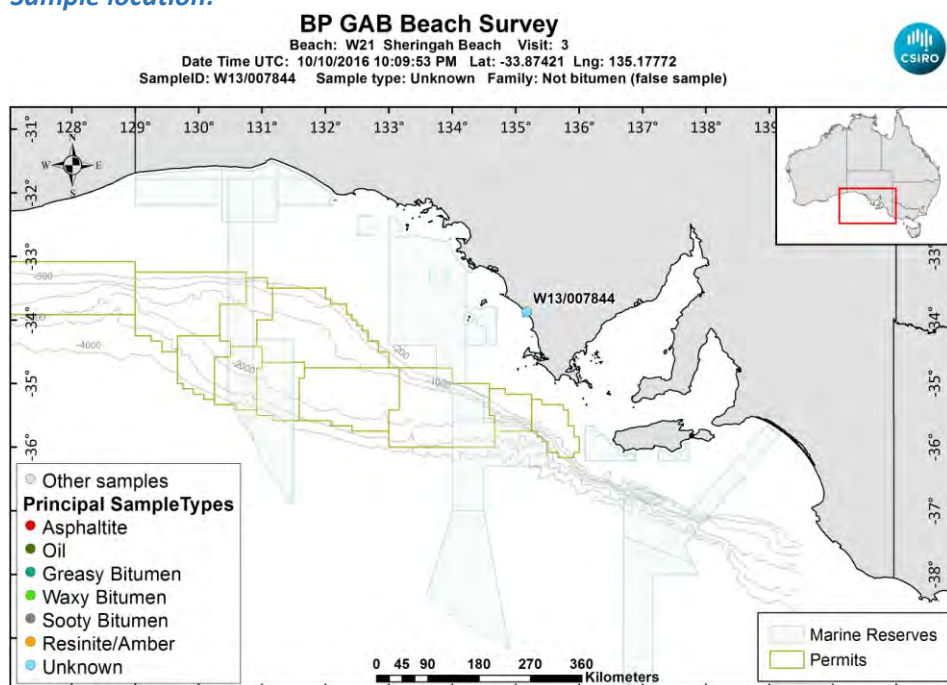 Sample location:
BP GAB Beach Survey
Beach: W21 Sheringah Beach Visit: 3
Date Time UTC: 10/10/2016 10:09:53 PM Lat: -33.87421 Lng: 135.17772
SampleID: W13/007844 Sample type: Unknown Family: Not bitumen (false sample)
CSIRO
128° 129° 130° 131° 132° 133° 134° 135° 136° 137° 138° 139
-31°
N
W E
S
-32°
-33°
-34°
-35°
-36°
-37°
-38°
-33°
-34°
-35°
-36°
-37°
-38°
W13/007844
-200
-4000
-2000
-1000
Other samples
Principal SampleTypes
Asphaltite
Oil
Greasy Bitumen
Waxy Bitumen
Sooty Bitumen
Resinite/Amber
Unknown
0 45 90 180 270 360
Kilometers
Marine Reserves
Permits